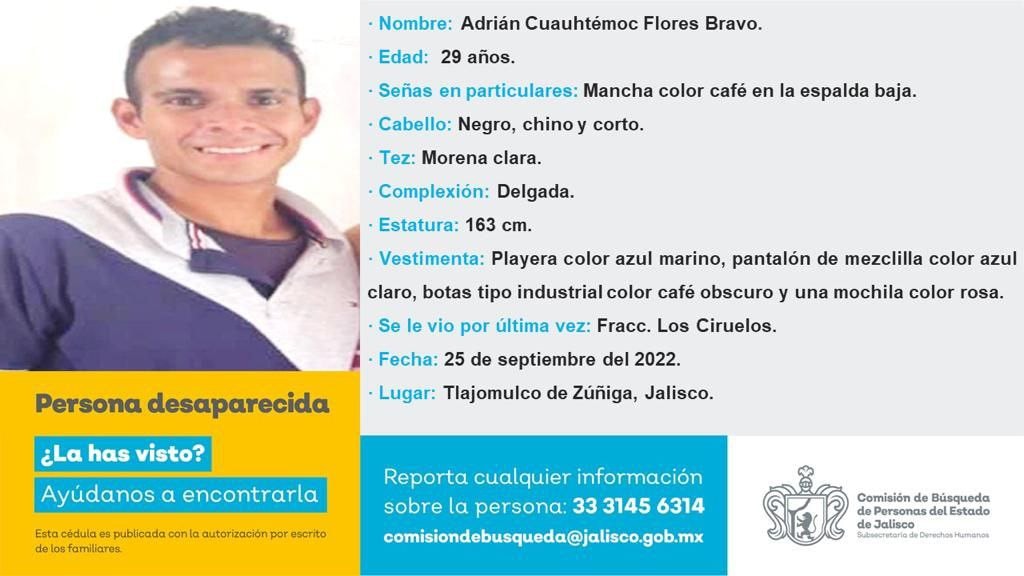 · Nombre: Adrián Cuauhtémoc Flores Bravo.
· Edad: 29 años.
· Señas en particulares: Mancha color café en la espalda baja.
· Cabello: Negro, chino y corto.
· Tez: Morena clara.
· Complexión: Delgada.
· Estatura: 163 cm.
· Vestimenta: Playera color azul marino, pantalón de mezclilla color azul
claro, botas tipo industrial color café obscuro y una mochila color rosa.
· Se le vio por última vez: Fracc. Los Ciruelos.
· Fecha: 25 de septiembre del 2022.
· Lugar: Tlajomulco de Zúñiga, Jalisco.
Persona desaparecida
¿La has visto?
Ayúdanos a encontrarla
Esta cédula es publicada con la autorización por escrito
de los familiares.
Reporta cualquier información
sobre la persona: 33 3145 6314
comisiondebusqueda@jalisco.gob.mx
Comisión de Búsqueda
de Personas del Estado
de Jalisco
Subsecretaría de Derechos Humanos